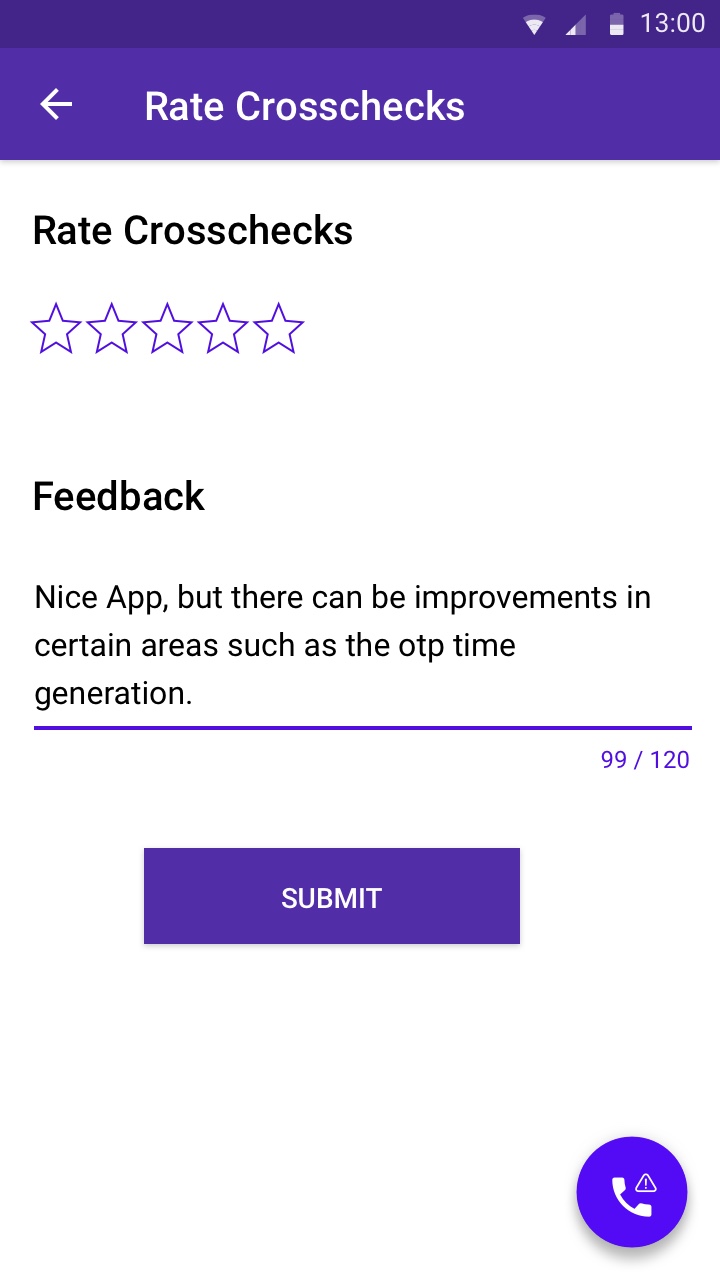 13:00
Rate Crosschecks
Rate Crosschecks
Feedback
Nice App, but there can be improvements in
certain areas such as the otp time
generation.
99 / 120
SUBMIT